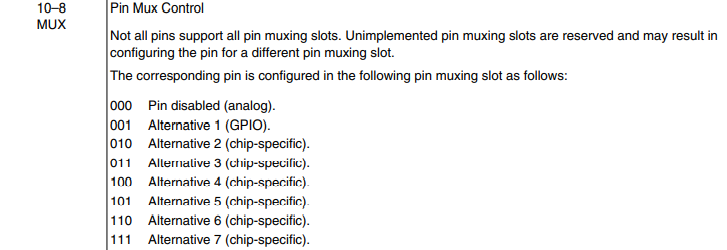 10–8 Pin Mux Control
MUX
Not all pins support all pin muxing slots. Unimplemented pin muxing slots are reserved and may result in
configuring the pin for a different pin muxing slot.
The corresponding pin is configured in the following pin muxing slot as follows:
000 Pin disabled (analog).
001 Alternative 1 (GPIO).
010 Alternative 2 (chip-specific).
011 Alternative 3 (chip-specific).
100 Alternative 4 (chip-specific).
101 Alternative 5 (chip-specific).
110 Alternative 6 (chip-specific).
111 Alternative 7 (chip-specific).